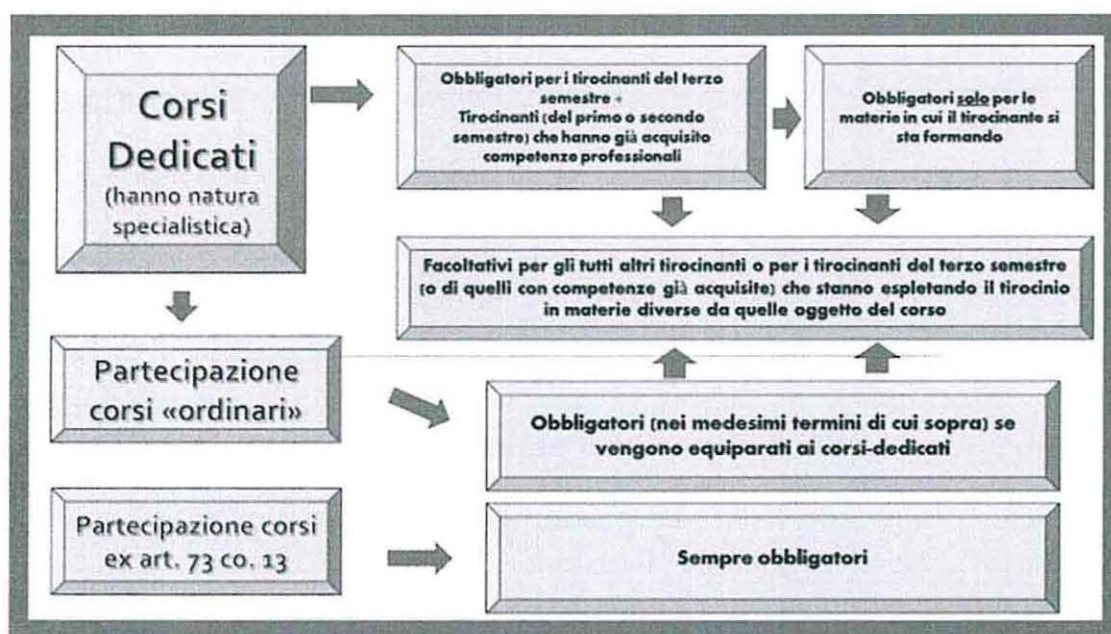 Corsi
Dedicati
(hanno natura
specialistica)
Obbligatori per i tirocinanti del terzo
semestre +
Tirocinanti (del primo o secondo
semestre) che hanno già acquisito
competenze professionali
Obbligatori solo per le
materie in cui il tirocinante si
sta formando
Facoltativi per gli tutti altri tirocinanti o per i tirocinanti del terzo semestre
(o di quelli con competenze già acquisite) che stanno espletando il tirocinio
in materie diverse da quelle oggetto del corso
Partecipazione
corsi «ordinari»
Obbligatori (nei medesimi termini di cui sopra) se
vengono equiparati ai corsi-dedicati
Partecipazione corsi
ex art. 73 co. 13
Sempre obbligatori